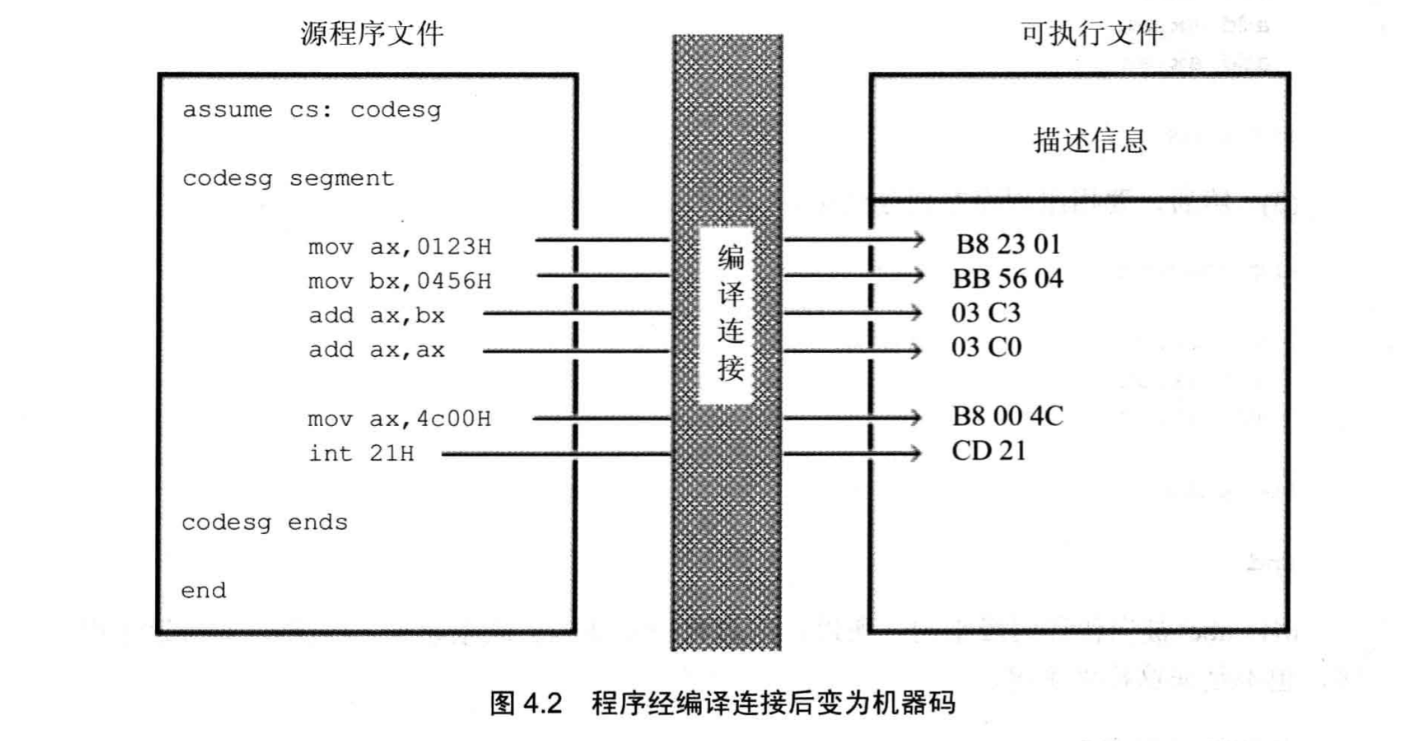 源程序文件
可执行文件
assume cs: codesg
codesg segment
mov ax,0123H
mov bx,0456H
add ax,bx
add ax,ax
mov ax,4c00H
int 21H
codesg ends
end
编译连接
描述信息
B8 23 01
BB 56 04
03 C3
03 C0
B8 00 4C
CD 21
图 4.2 程序经编译连接后变为机器码